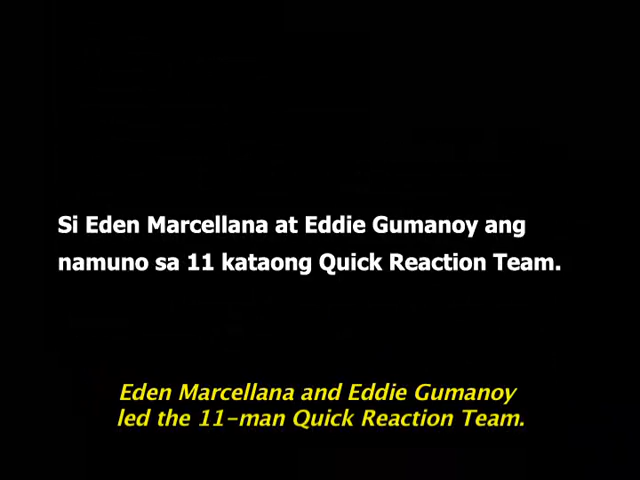 Si Eden Marcellana at Eddie Gumanoy ang
namuno sa 11 kataong Quick Reaction Team.
Eden Marcellana and Eddie Gumanoy
led the 11-man Quick Reaction Team.